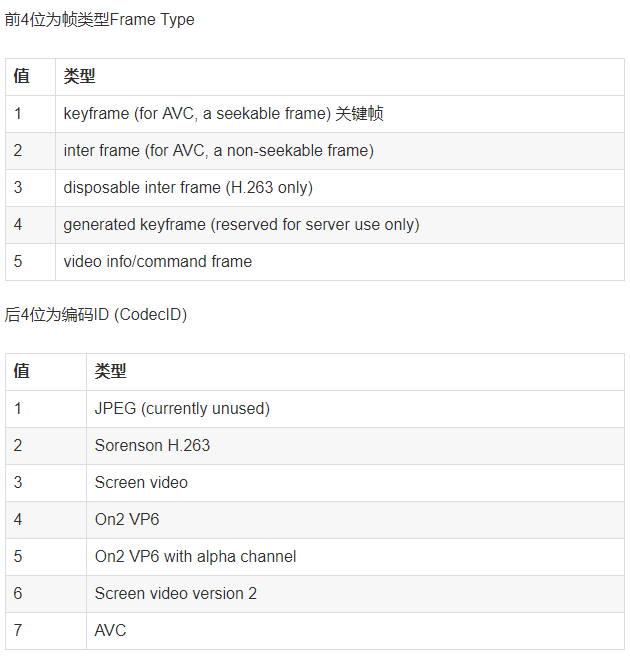 前4位为帧类型Frame Type
值 类型
1 keyframe (for AVC, a seekable frame) 关键帧
2 inter frame (for AVC, a non-seekable frame)
3 disposable inter frame (H.263 only)
4 generated keyframe (reserved for server use only)
5 video info/command frame
后4位为编码ID (CodecID)
值 类型
1 JPEG (currently unused)
2 Sorenson H.263
3 Screen video
4 On2 VP6
5 On2 VP6 with alpha channel
6 Screen video version 2
7 AVC